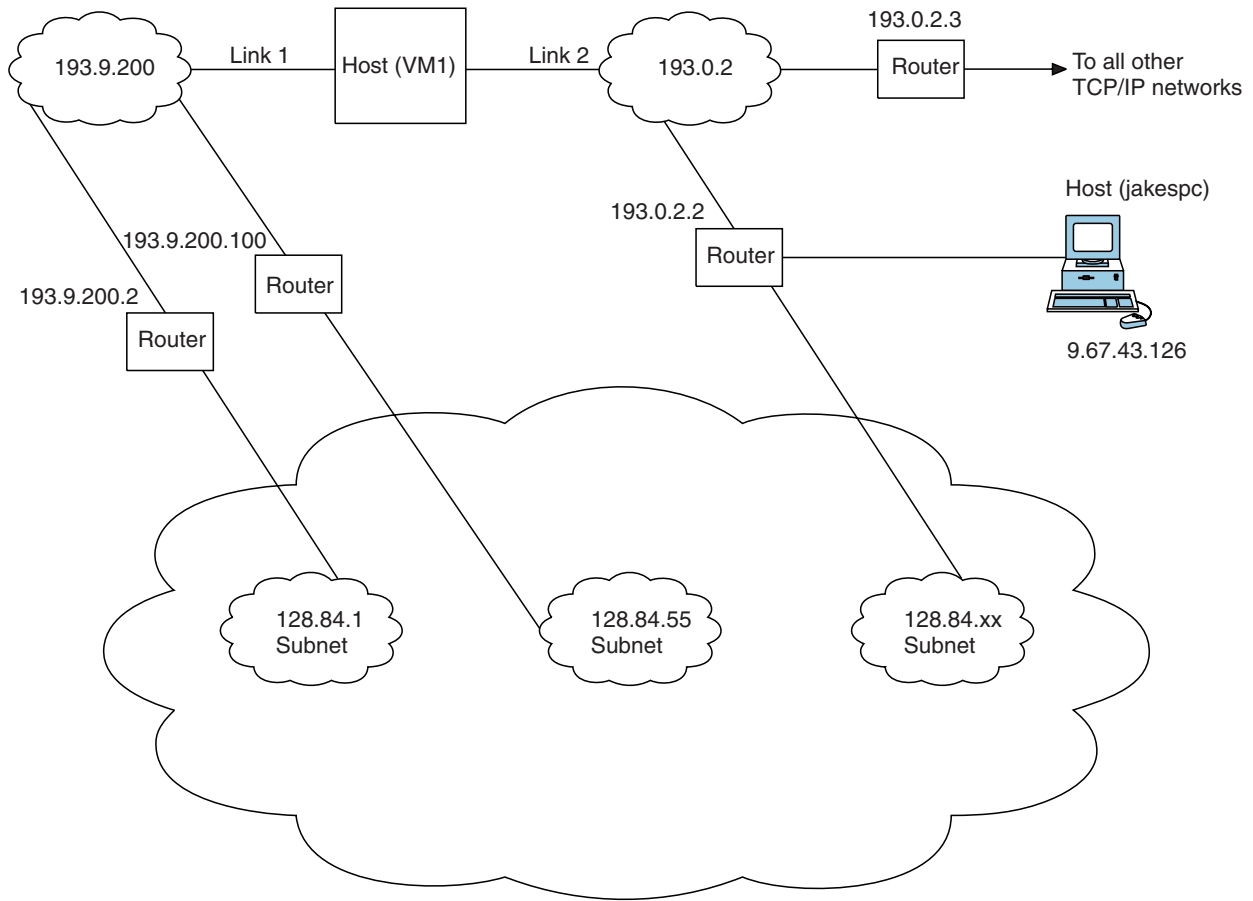 193.0.2.3
193.9.200
Link 1
Host (VM1)
Link 2
193.0.2
Router
To all other
TCP/IP networks
Host (jakespc)
193.0.2.2
193.9.200.100
Router
Router
193.9.200.2
Router
9.67.43.126
128.84.1
Subnet
128.84.55
Subnet
128.84.xx
Subnet